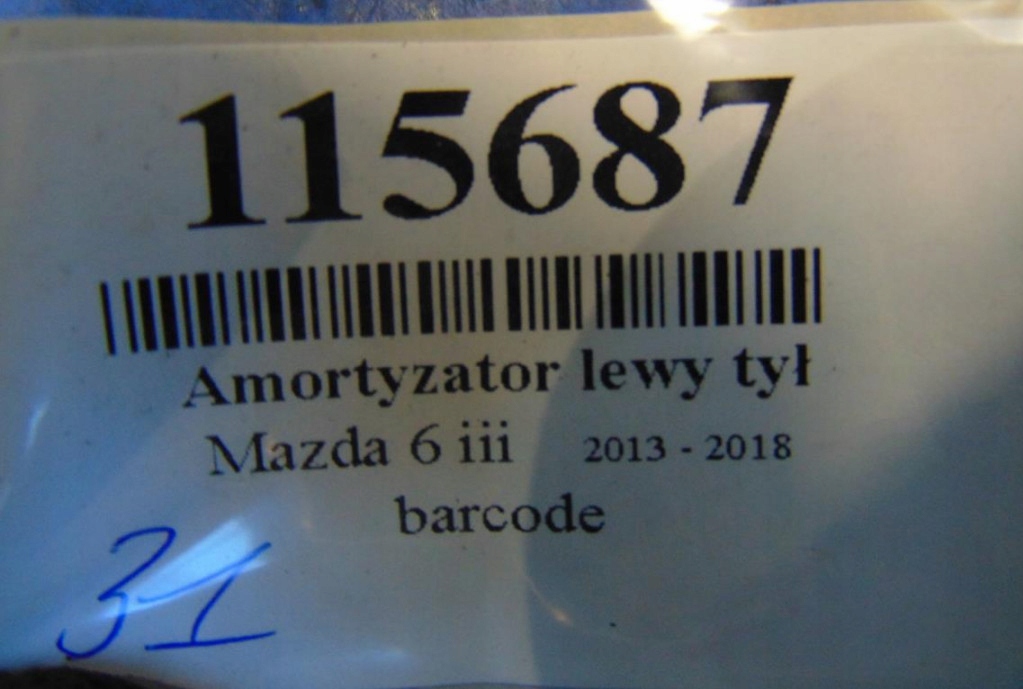 115687
Amortyzator lewy tył
Mazda 6 iii 2013 - 2018
barcode
31